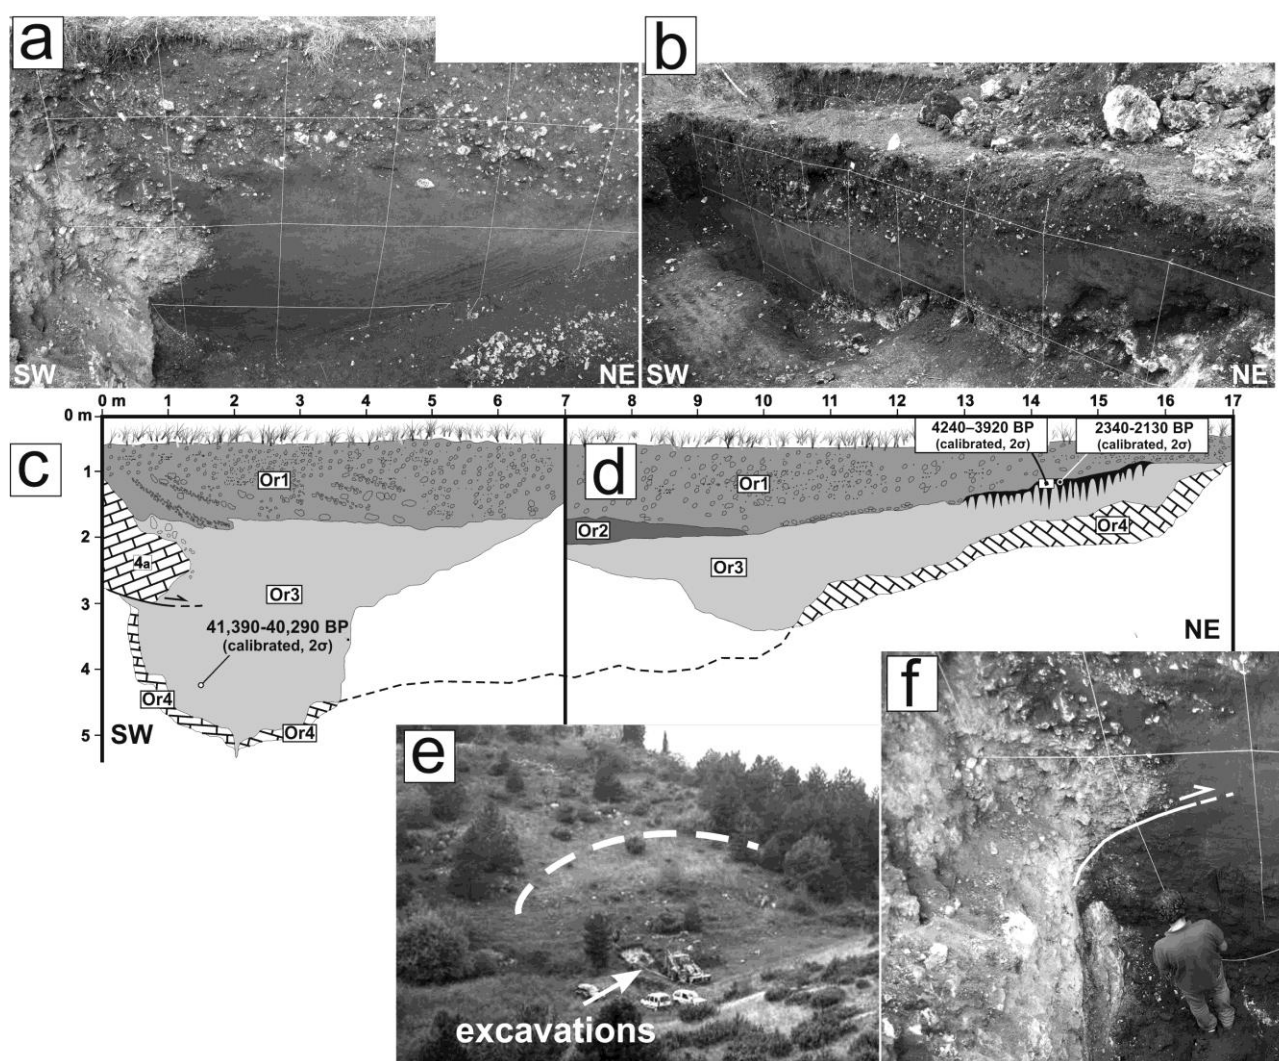 a
b
SW
NE
SW
NE
0 m 1 2 3 4 5 6 7 8 9 10 11 12 13 14 15 16 17
0 m
4240–3920 BP
(calibrated, 2σ)
2340-2130 BP
(calibrated, 2σ)
c
d
1
Or1
Or1
2
Or2
Or4
4a
Or3
Or3
3
41,390-40,290 BP
(calibrated, 2σ)
NE
4
Or4
f
5
SW
Or4
e
excavations